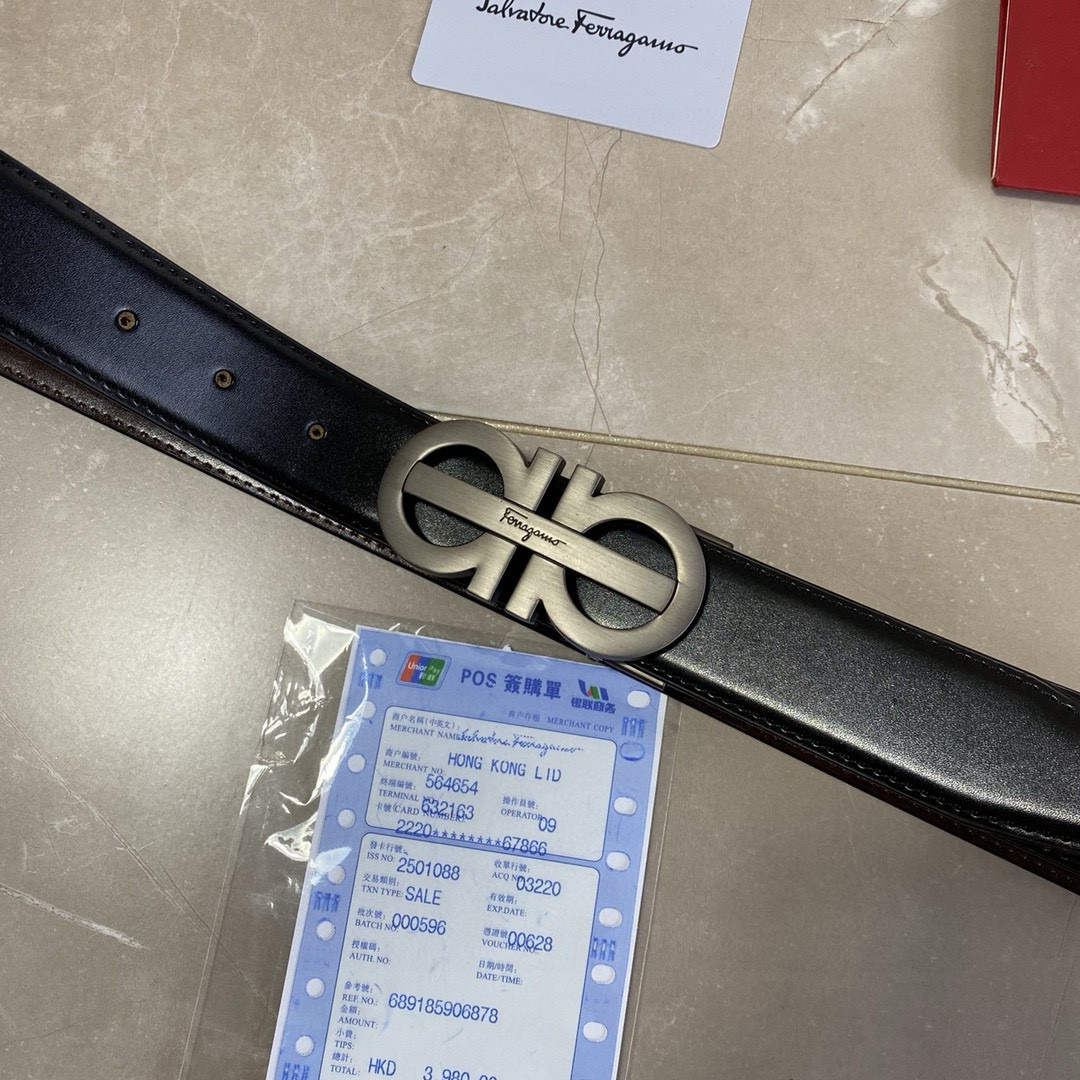 Salvatore Ferragamo
Ferragamo
UnionPay
POS 簽購單
銀联商务
商户存根 MERCHANT COPY
商户名稱(中英文):
MERCHANT NAME: Salvatore Ferragamo
商户編號:
MERCHANT NO: HONG KONG LID
終端編號: 564654
TERMINAL NO: 632163
操作員號:
OPERATOR: 09
卡號(CARD NUMBER):
2220*********67866
發卡行號:
ISS NO: 2501088
收單行號:
ACQ NO: 03220
交易類別:
TXN TYPE: SALE
有效期:
EXP.DATE:
批次號:
BATCH NO: 000596
憑證號:
VOUCHER NO: 00628
授權碼:
AUTH. NO:
日期/時間:
DATE/TIME:
參考號:
REF. NO.: 689185906878
金額:
AMOUNT:
小費:
TIPS:
總計:
TOTAL: HKD 3,980.00